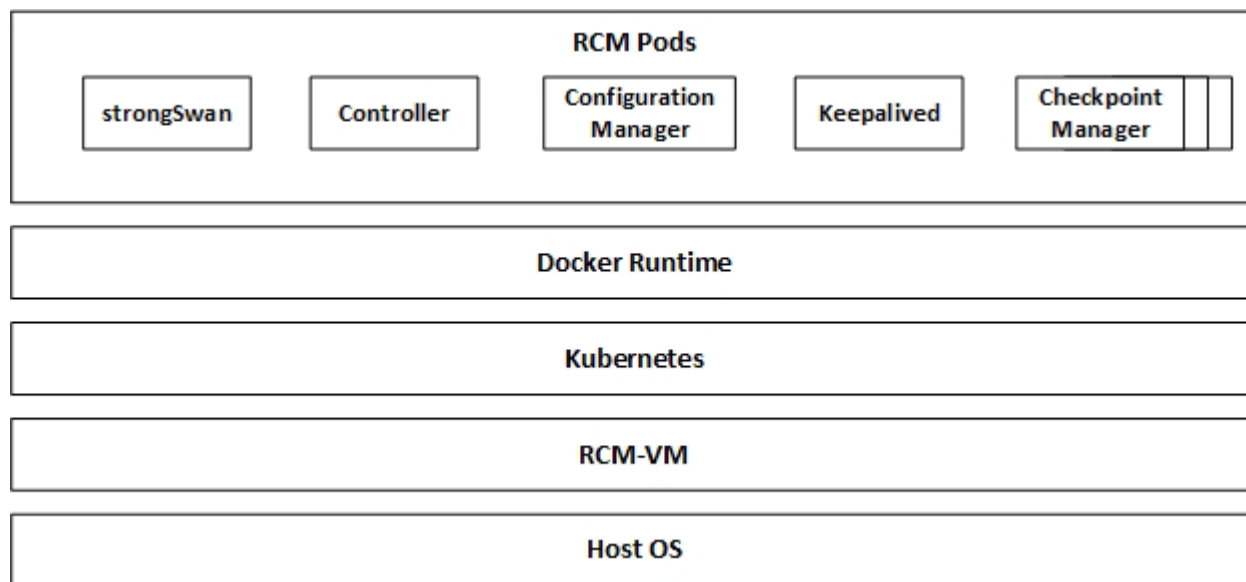 RCM Pods
strongSwan
Controller
Configuration
Manager
Keepalived
Checkpoint
Manager
Docker Runtime
Kubernetes
RCM-VM
Host OS